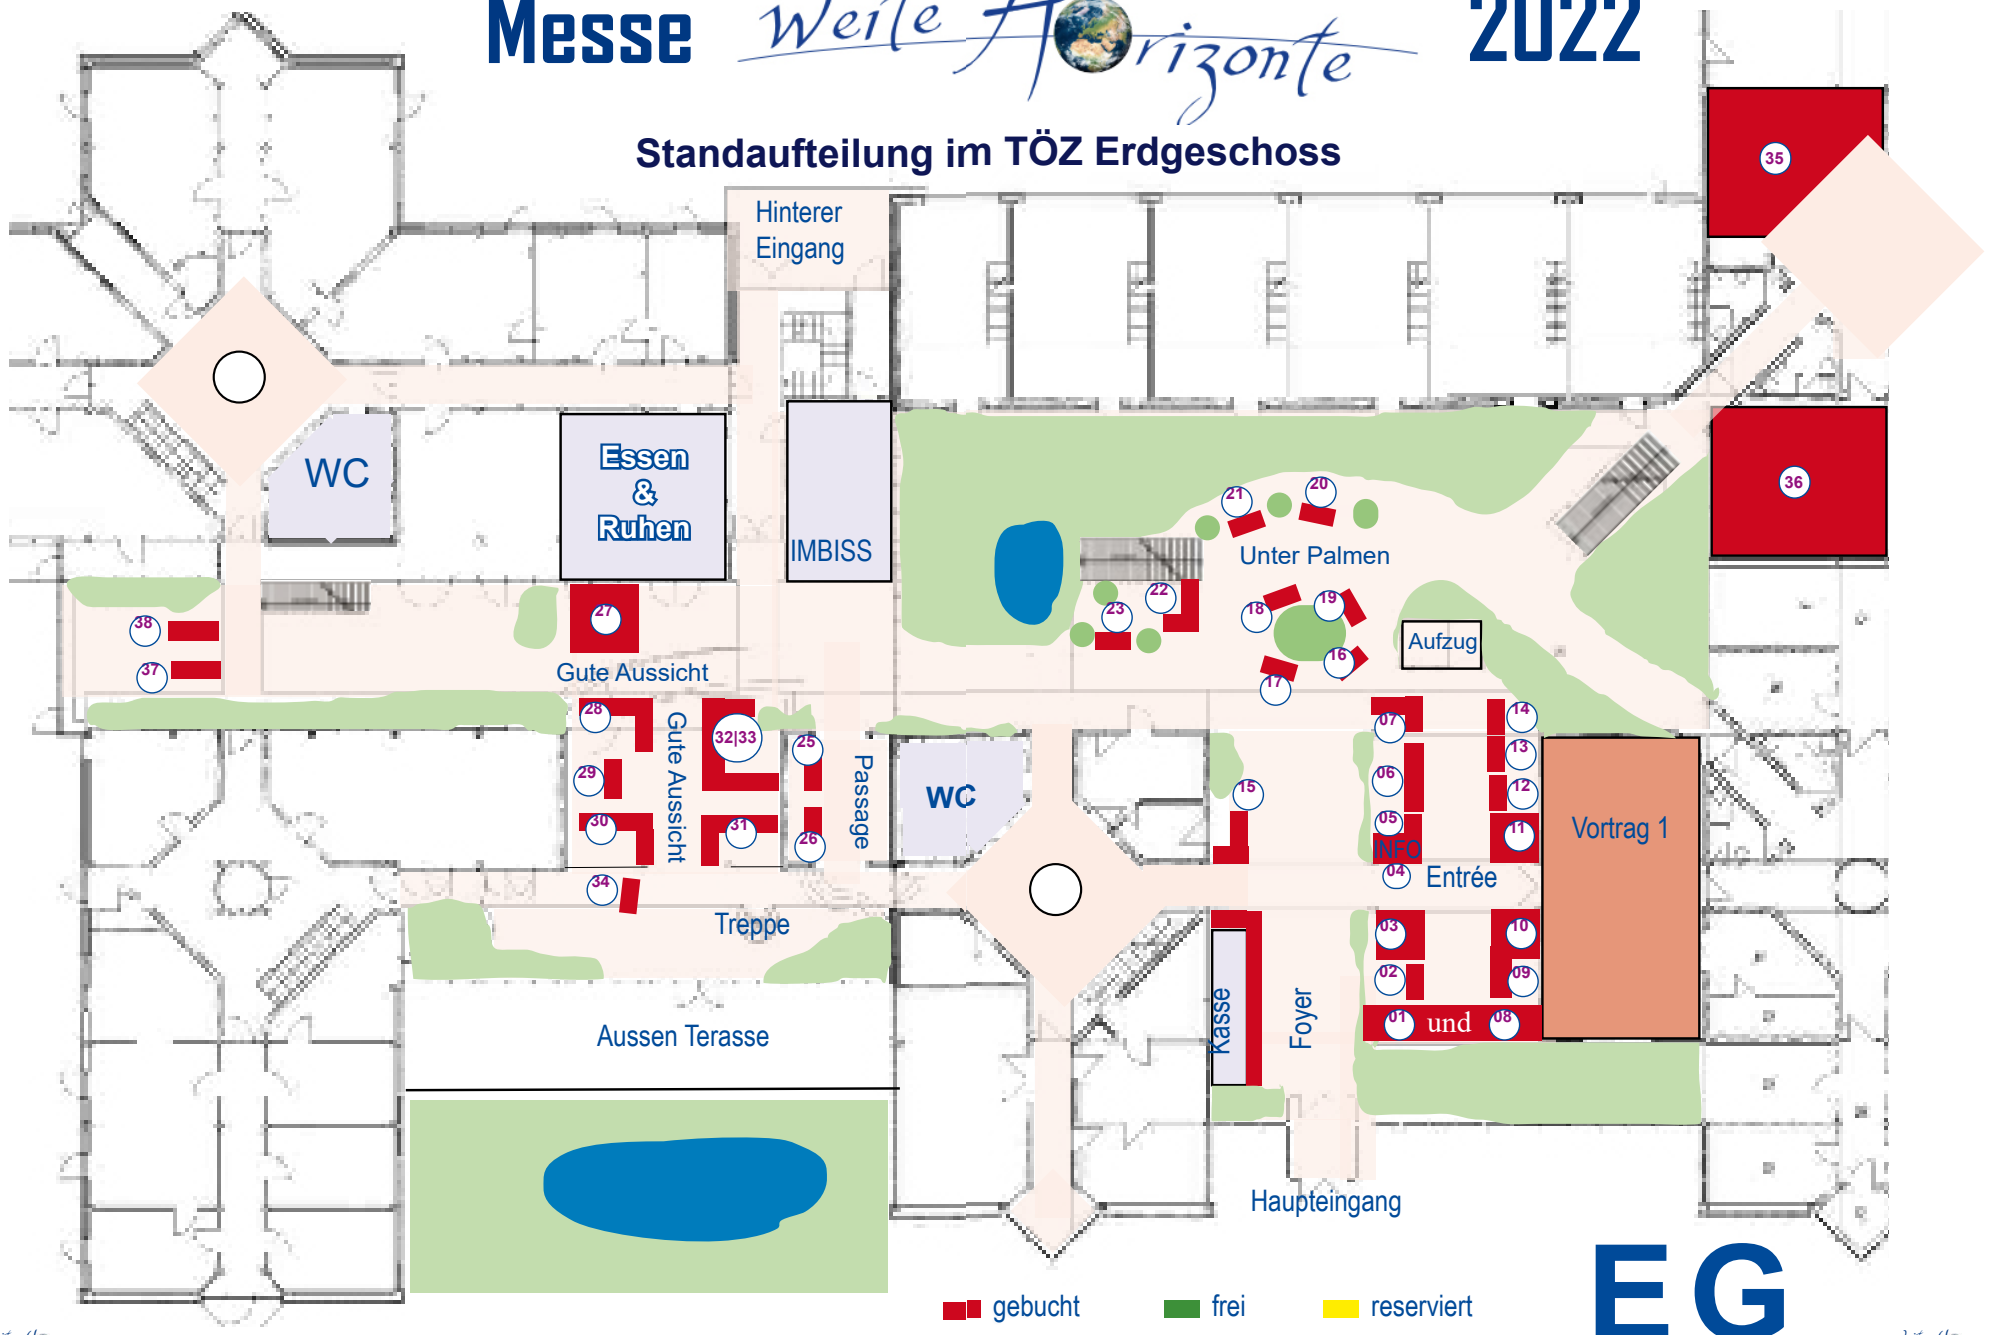 Messe Weite Horizonte 2022
Standaufteilung im TÖZ Erdgeschoss
35
Hinterer
Eingang
WC
Essen
&
Ruhen
IMBISS
36
21
20
Unter Palmen
22
23
18
19
16
17
Aufzug
38
37
27
Gute Aussicht
28
Gute Aussicht
32|33
25
29
30
31
26
Passage
WC
34
Treppe
Aussen Terasse
07
14
13
06
12
15
05
11
INFO
04
Entrée
Vortrag 1
03
10
02
09
01 und 08
Kasse
Foyer
Haupteingang
gebucht
frei
reserviert
EG